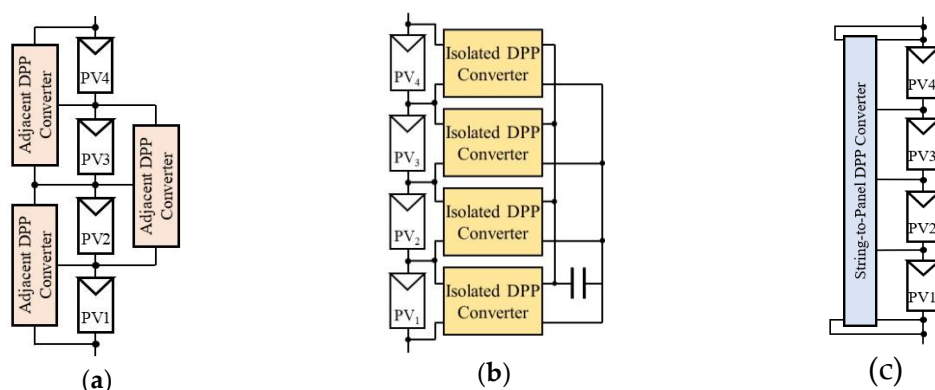 Adjacent DPP
Converter
PV4
PV3
Adjacent DPP
Converter
Adjacent DPP
Converter
PV2
PV1
(a)
PV4
Isolated DPP
Converter
PV3
Isolated DPP
Converter
PV2
Isolated DPP
Converter
PV1
Isolated DPP
Converter
(b)
String-to-Panel DPP Converter
PV4
PV3
PV2
PV1
(c)